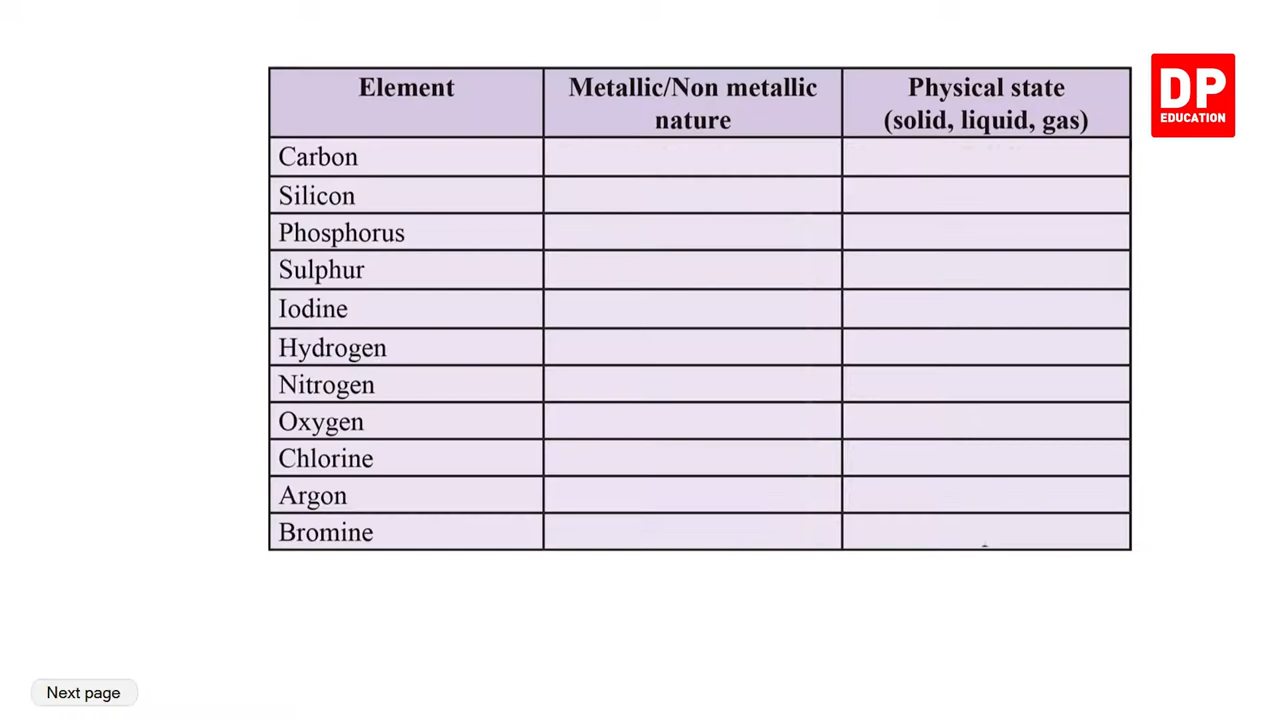 Element
Metallic/Non metallic
nature
Physical state
(solid, liquid, gas)
Carbon
Silicon
Phosphorus
Sulphur
Iodine
Hydrogen
Nitrogen
Oxygen
Chlorine
Argon
Bromine
DP
EDUCATION
Next page